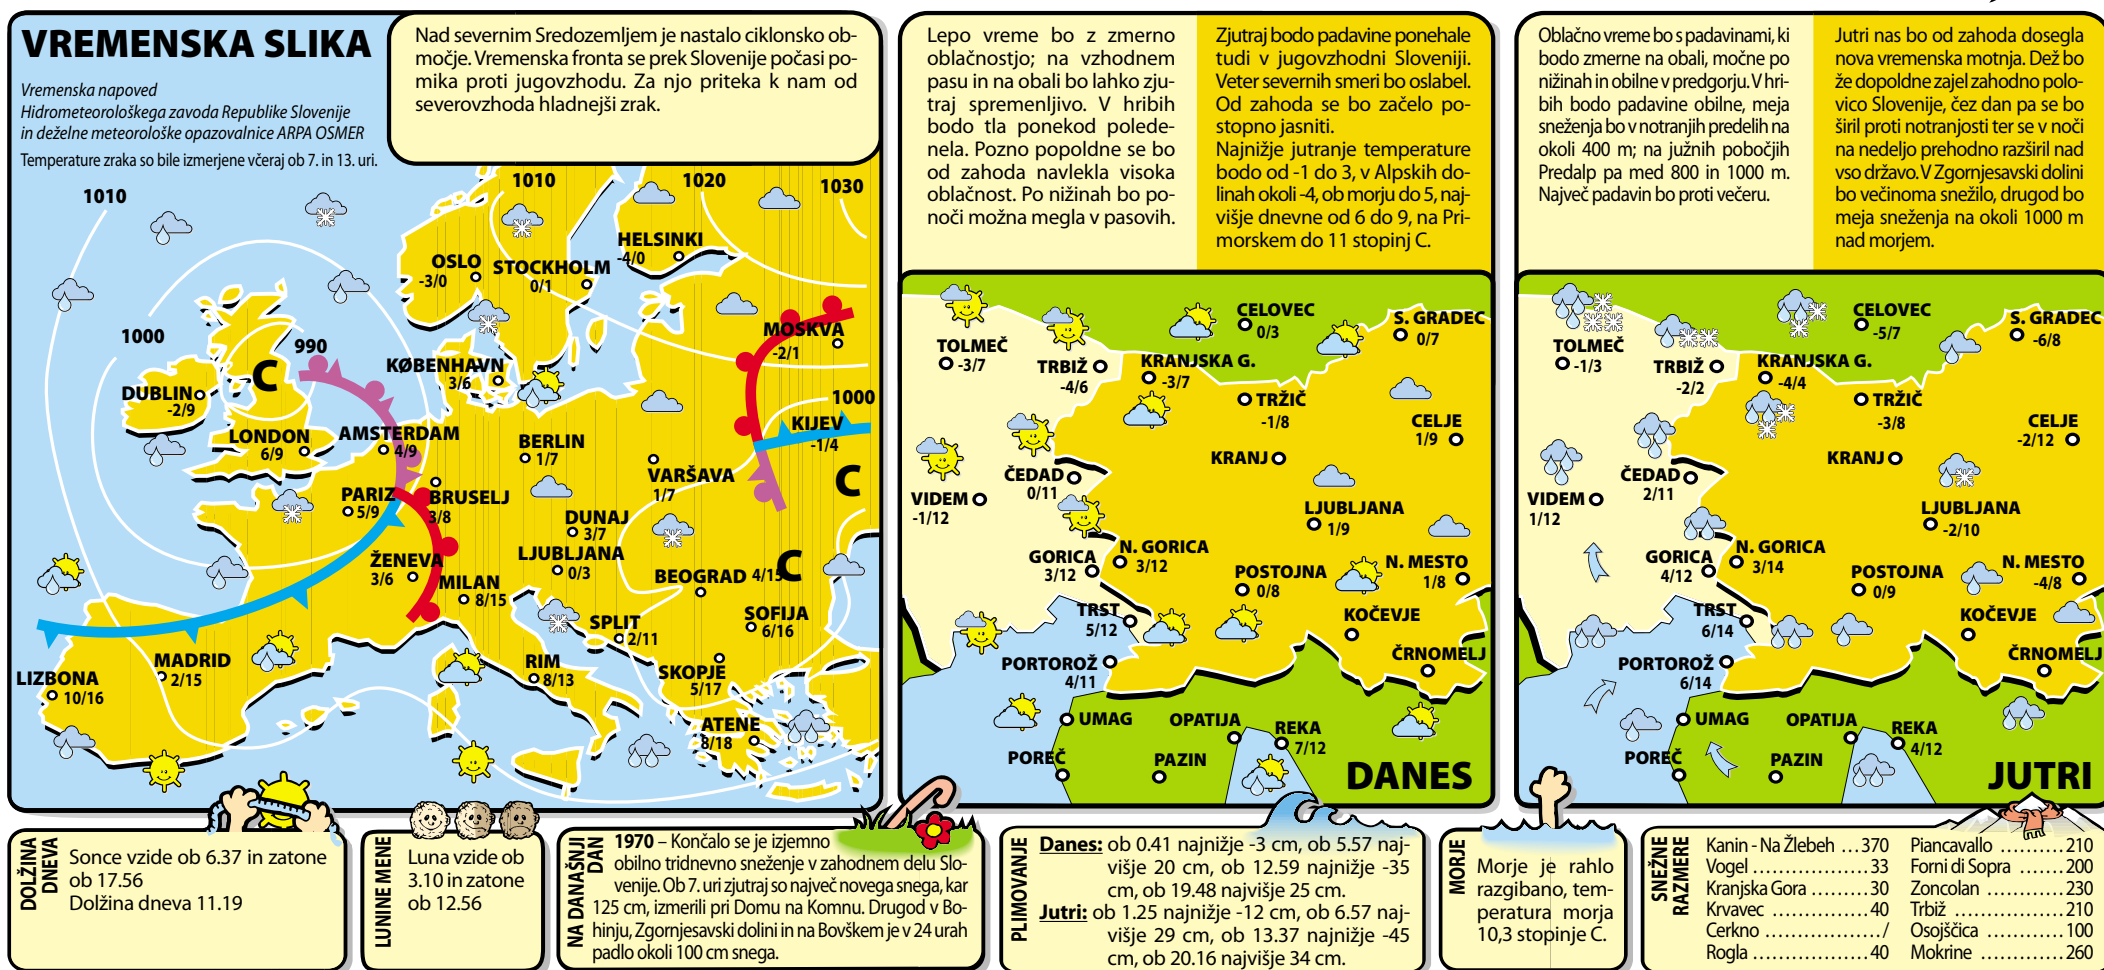 VREMENSKA SLIKA
Vremenska napoved
Hidrometeorološkega zavoda Republike Slovenije
in deželne meteorološke opazovalnice ARPA OSMER
Temperature zraka so bile izmerjene včeraj ob 7. in 13. uri.
Nad severnim Sredozemljem je nastalo ciklonsko ob-
močje. Vremenska fronta se prek Slovenije počasi po-
mika proti jugovzhodu. Za njo priteka k nam od
severovzhoda hladnejši zrak.
1010
1010
1020
1030
1000
990
1000
C
C
C
HELSINKI
-4/0
OSLO
-3/0
STOCKHOLM
0/1
MOSKVA
-2/1
KØBENHAVN
3/6
DUBLIN
-2/9
LONDON
6/9
AMSTERDAM
4/9
BERLIN
1/7
KIJEV
-1/4
VARŠAVA
1/7
PARIZ
5/9
BRUSELJ
3/8
DUNAJ
3/7
LJUBLJANA
0/3
ŽENEVA
3/6
MILAN
8/15
BEOGRAD 4/15
SPLIT
2/11
SOFIJA
6/16
LIZBONA
10/16
MADRID
2/15
RIM
8/13
SKOPJE
5/17
ATENE
8/18
Lepo vreme bo z zmerno
oblačnostjo; na vzhodnem
pasu in na obali bo lahko zju-
traj spremenljivo. V hribih
bodo tla ponekod polede-
nela. Pozno popoldne se bo
od zahoda navlekla visoka
oblačnost. Po nižinah bo po-
noči možna megla v pasovih.
Zjutraj bodo padavine ponehale
tudi v jugovzhodni Sloveniji.
Veter severnih smeri bo oslabel.
Od zahoda se bo začelo po-
stopno jasniti.
Najnižje jutranje temperature
bodo od -1 do 3, v Alpskih do-
linah okoli -4, ob morju do 5, naj-
višje dnevne od 6 do 9, na Pri-
morskem do 11 stopinj C.
CELOVEC
0/3
S. GRADEC
0/7
TOLMEČ
-3/7
TRBIŽ
-4/6
KRANJSKA G.
-3/7
TRŽIČ
-1/8
CELJE
1/9
KRANJ
ČEDAD
0/11
VIDEM
-1/12
LJUBLJANA
1/9
GORICA
3/12
N. GORICA
3/12
POSTOJNA
0/8
N. MESTO
1/8
TRST
5/12
KOČEVJE
PORTOROŽ
4/11
ČRNOMELJ
UMAG
OPATIJA
REKA
7/12
POREČ
PAZIN
DANES
Oblačno vreme bo s padavinami, ki
bodo zmerne na obali, močne po
nižinah in obilne v predgorju. V hri-
bih bodo padavine obilne, meja
sneženja bo v notranjih predelih na
okoli 400 m; na južnih pobočjih
Predalp pa med 800 in 1000 m.
Največ padavin bo proti večeru.
Jutri nas bo od zahoda dosegla
nova vremenska motnja. Dež bo
že dopoldne zajel zahodno polo-
vico Slovenije, čez dan pa se bo
širil proti notranjosti ter se v noči
na nedeljo prehodno razširil nad
vso državo. V Zgornjesavski dolini
bo večinoma snežilo, drugod bo
meja sneženja na okoli 1000 m
nad morjem.
CELOVEC
-5/7
S. GRADEC
-6/8
TOLMEČ
-1/3
TRBIŽ
-2/2
KRANJSKA G.
-4/4
TRŽIČ
-3/8
CELJE
-2/12
KRANJ
ČEDAD
2/11
VIDEM
1/12
LJUBLJANA
-2/10
GORICA
4/12
N. GORICA
3/14
POSTOJNA
0/9
N. MESTO
-4/8
TRST
6/14
KOČEVJE
PORTOROŽ
6/14
ČRNOMELJ
UMAG
OPATIJA
REKA
4/12
POREČ
PAZIN
JUTRI
DOLŽINA
DNEVA
Sonce vzide ob 6.37 in zatone
ob 17.56
Dolžina dneva 11.19
LUNINE MENE
Luna vzide ob
3.10 in zatone
ob 12.56
NA DANAŠNJI
DAN
1970 – Končalo se je izjemno
obilno tridnevno sneženje v zahodnem delu Slo-
venije. Ob 7. uri zjutraj so največ novega snega, kar
125 cm, izmerili pri Domu na Komnu. Drugod v Bo-
hinju, Zgornjesavski dolini in na Bovškem je v 24 urah
padlo okoli 100 cm snega.
PLIMOVANJE
Danes: ob 0.41 najnižje -3 cm, ob 5.57 naj-
višje 20 cm, ob 12.59 najnižje -35
cm, ob 19.48 najvišje 25 cm.
Jutri: ob 1.25 najnižje -12 cm, ob 6.57 naj-
višje 29 cm, ob 13.37 najnižje -45
cm, ob 20.16 najvišje 34 cm.
MORJE
Morje je rahlo
razgibano, tem-
peratura morja
10,3 stopinje C.
SNEŽNE
RAZMERE
Kanin - Na Žlebeh ...370
Vogel ....................33
Kranjska Gora .........30
Krvavec .................40
Cerkno .................../
Rogla ....................40
Piancavallo ..........210
Forni di Sopra .......200
Zoncolan .............230
Trbiž ..................210
Osojščica .............100
Mokrine ..............260